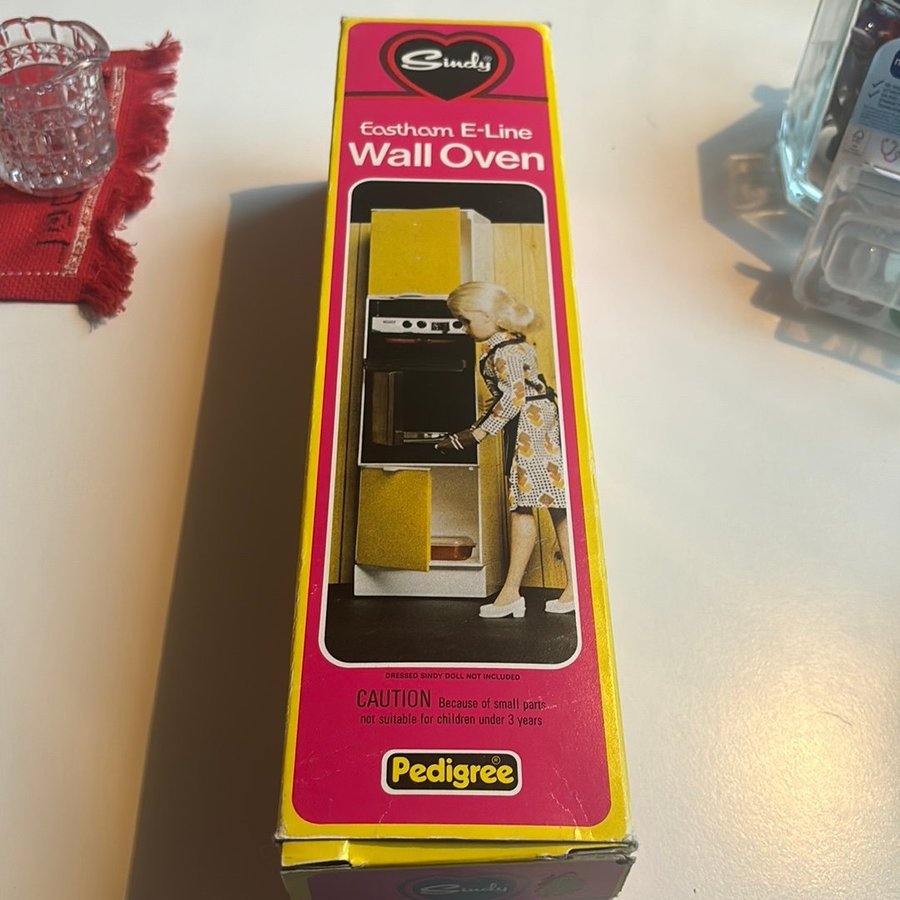 Sindy®
Eastham E-Line
Wall Oven
DRESSED SINDY DOLL NOT INCLUDED
CAUTION Because of small parts
not suitable for children under 3 years
Pedigree®
Sindy